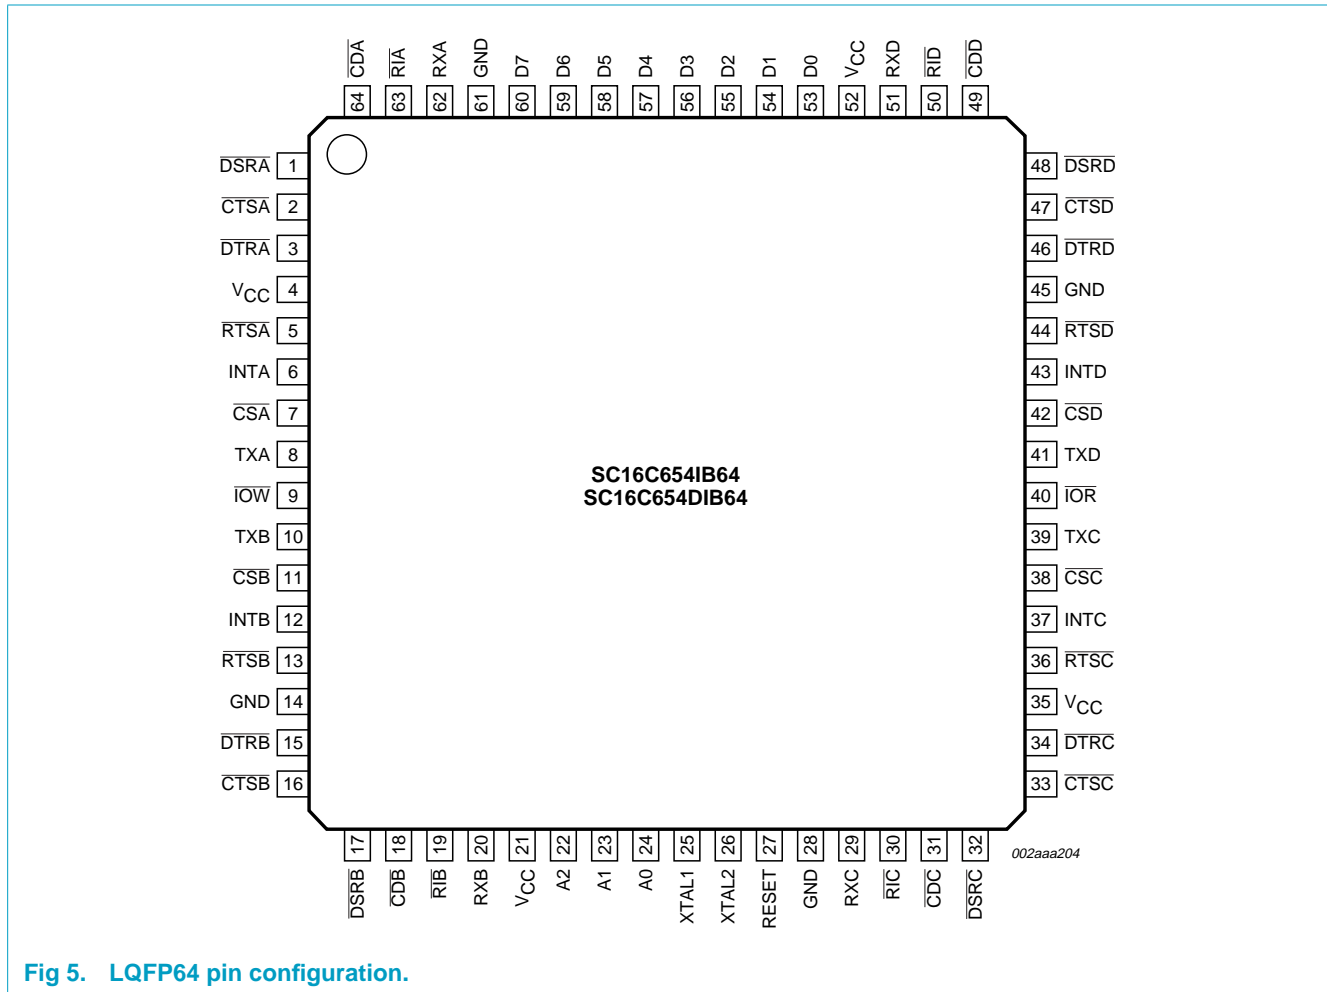 CDA RIA RXA GND D7 D6 D5 D4 D3 D2 D1 D0 VCC RXD RID CDD
64 63 62 61 60 59 58 57 56 55 54 53 52 51 50 49
DSRA 1 48 DSRD
CTSA 2 47 CTSD
DTRA 3 46 DTRD
VCC 4 45 GND
RTSA 5 44 RTSD
INTA 6 43 INTD
CSA 7 42 CSD
TXA 8 41 TXD
SC16C654IB64
SC16C654DIB64
IOW 9 40 IOR
TXB 10 39 TXC
CSB 11 38 CSC
INTB 12 37 INTC
RTSB 13 36 RTSC
GND 14 35 VCC
DTRB 15 34 DTRC
CTSB 16 33 CTSC
17 18 19 20 21 22 23 24 25 26 27 28 29 30 31 32
DSRB CDB RIB RXB VCC A2 A1 A0 XTAL1 XTAL2 RESET GND RXC RIC CDC DSRC
002aaa204
Fig 5. LQFP64 pin configuration.